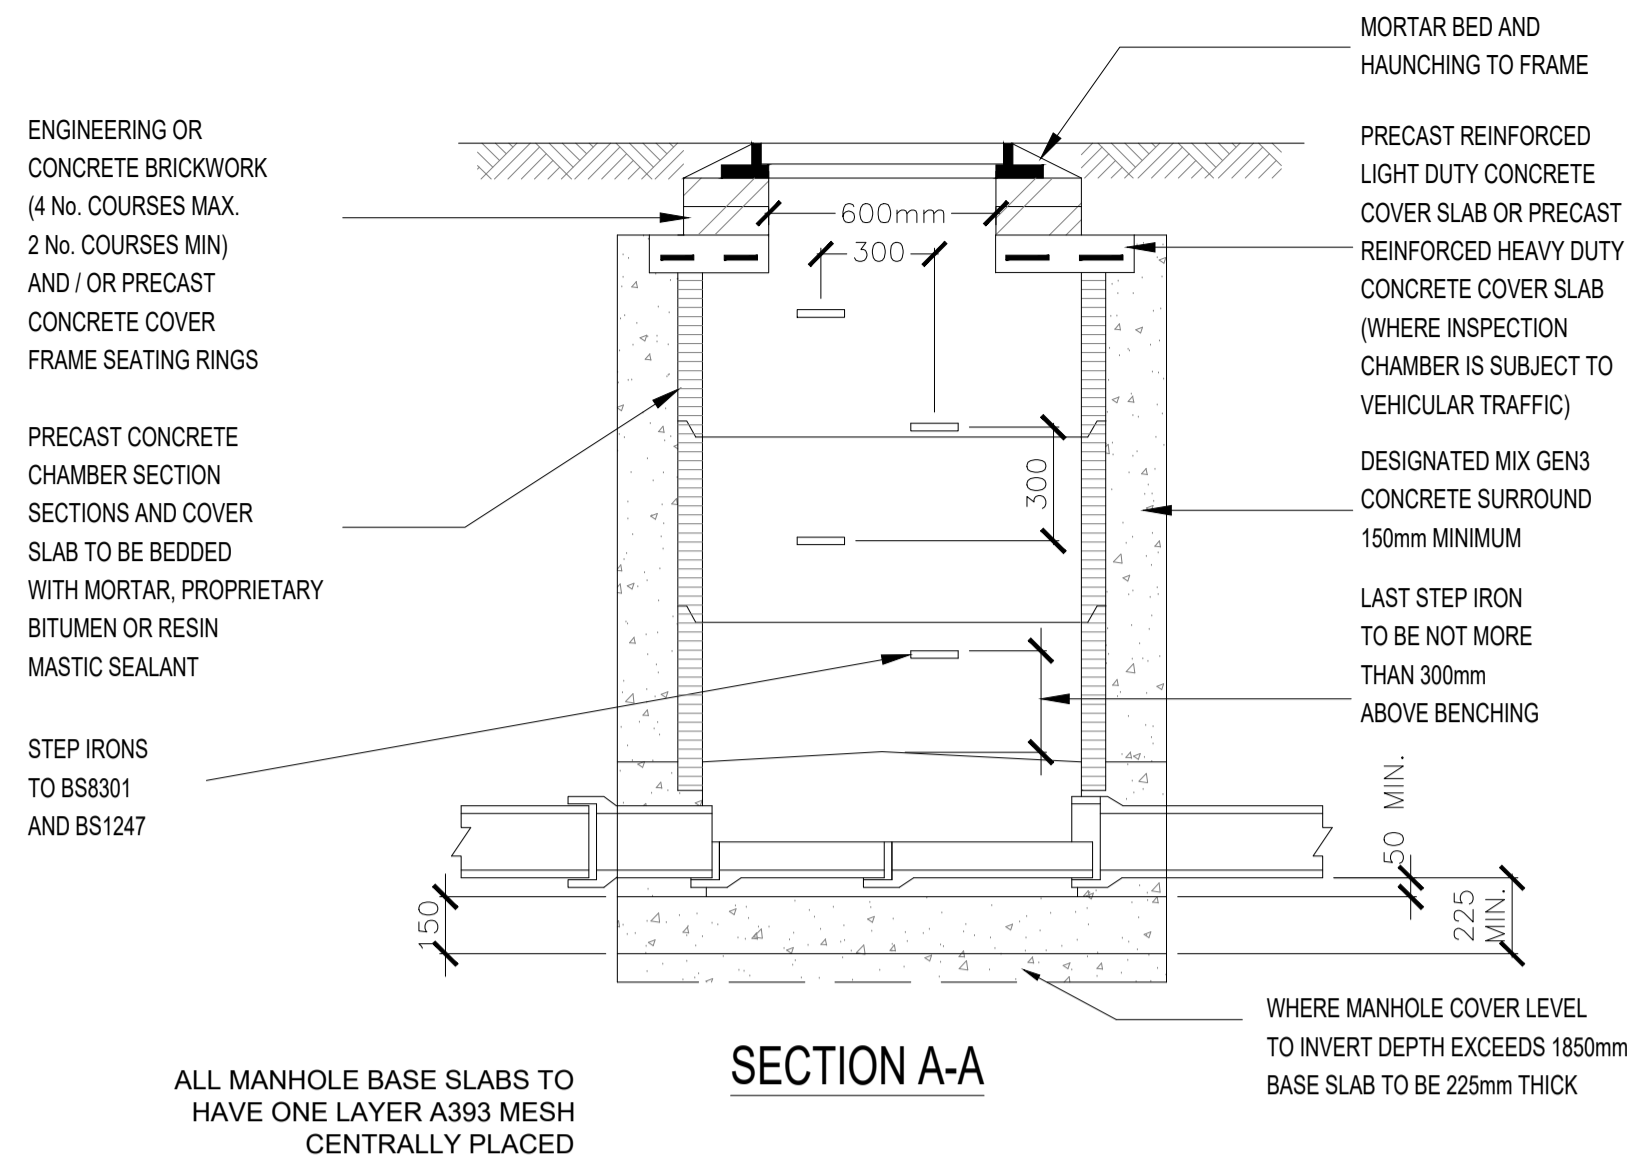 MORTAR BED AND
HAUNCHING TO FRAME
ENGINEERING OR
CONCRETE BRICKWORK
(4 No. COURSES MAX.
2 No. COURSES MIN)
AND / OR PRECAST
CONCRETE COVER
FRAME SEATING RINGS
PRECAST REINFORCED
LIGHT DUTY CONCRETE
COVER SLAB OR PRECAST
REINFORCED HEAVY DUTY
CONCRETE COVER SLAB
(WHERE INSPECTION
CHAMBER IS SUBJECT TO
VEHICULAR TRAFFIC)
600mm
300
PRECAST CONCRETE
CHAMBER SECTION
SECTIONS AND COVER
SLAB TO BE BEDDED
WITH MORTAR, PROPRIETARY
BITUMEN OR RESIN
MASTIC SEALANT
300
DESIGNATED MIX GEN3
CONCRETE SURROUND
150mm MINIMUM
LAST STEP IRON
TO BE NOT MORE
THAN 300mm
ABOVE BENCHING
STEP IRONS
TO BS8301
AND BS1247
50 MIN.
225
MIN.
150
WHERE MANHOLE COVER LEVEL
TO INVERT DEPTH EXCEEDS 1850mm
BASE SLAB TO BE 225mm THICK
SECTION A-A
ALL MANHOLE BASE SLABS TO
HAVE ONE LAYER A393 MESH
CENTRALLY PLACED